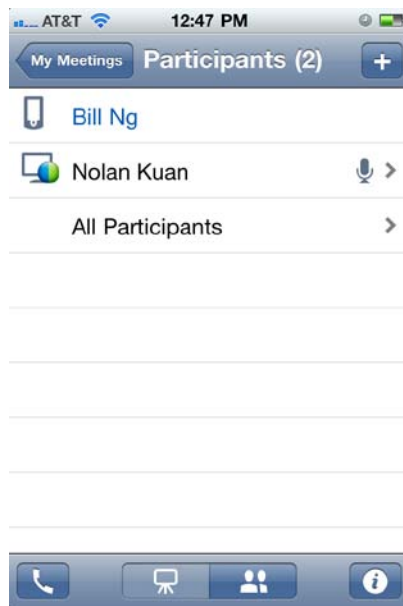 AT&T 12:47 PM
My Meetings Participants (2) +
Bill Ng
Nolan Kuan
All Participants